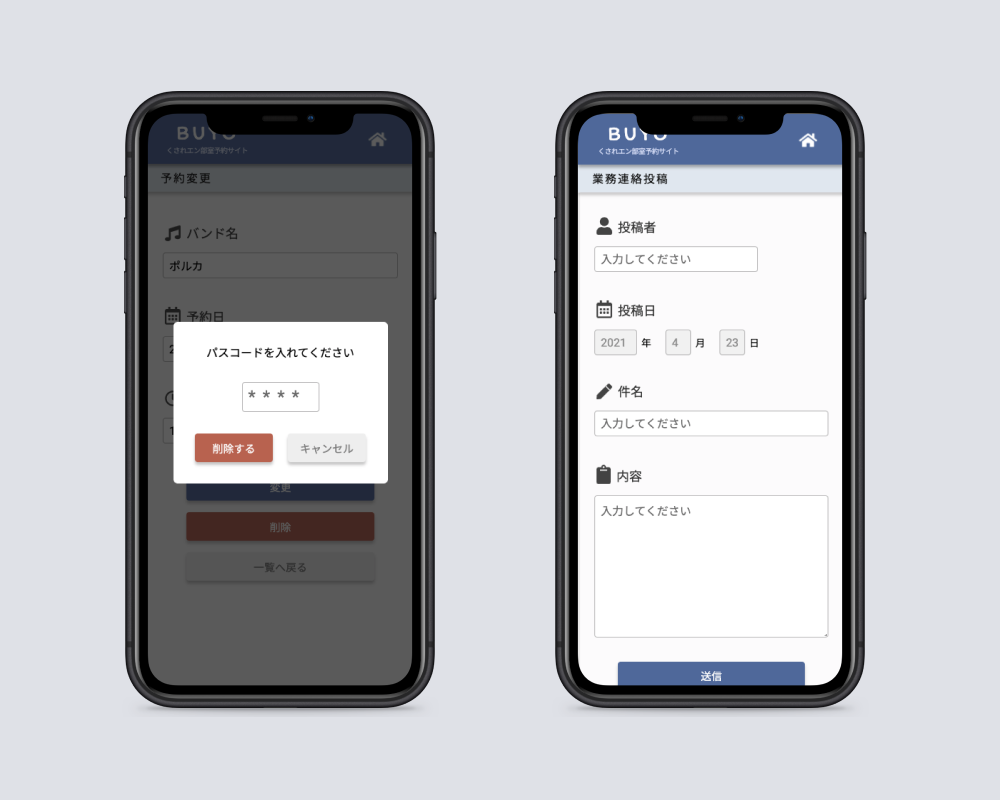 BUYO
くされエン部室予約サイト
予約変更
バンド名
ポルカ
予約日
2
1
パスコードを入れてください
* * * *
削除する
キャンセル
変更
削除
一覧へ戻る
BUYO
くされエン部室予約サイト
業務連絡投稿
投稿者
入力してください
投稿日
2021 年 4 月 23 日
件名
入力してください
内容
入力してください
送信